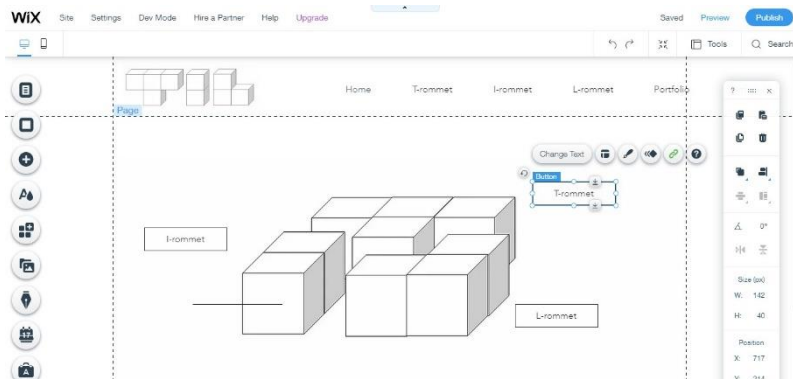 WiX Site Settings Dev Mode Hire a Partner Help Upgrade Saved Preview Publish
Tools Search
Home T-rommet I-rommet L-rommet Portfolio
Page
? ×
Change Text ?
Button
T-rommet
I-rommet
0°
Size (px)
W: 142
H: 40
L-rommet
Position
X: 717
17